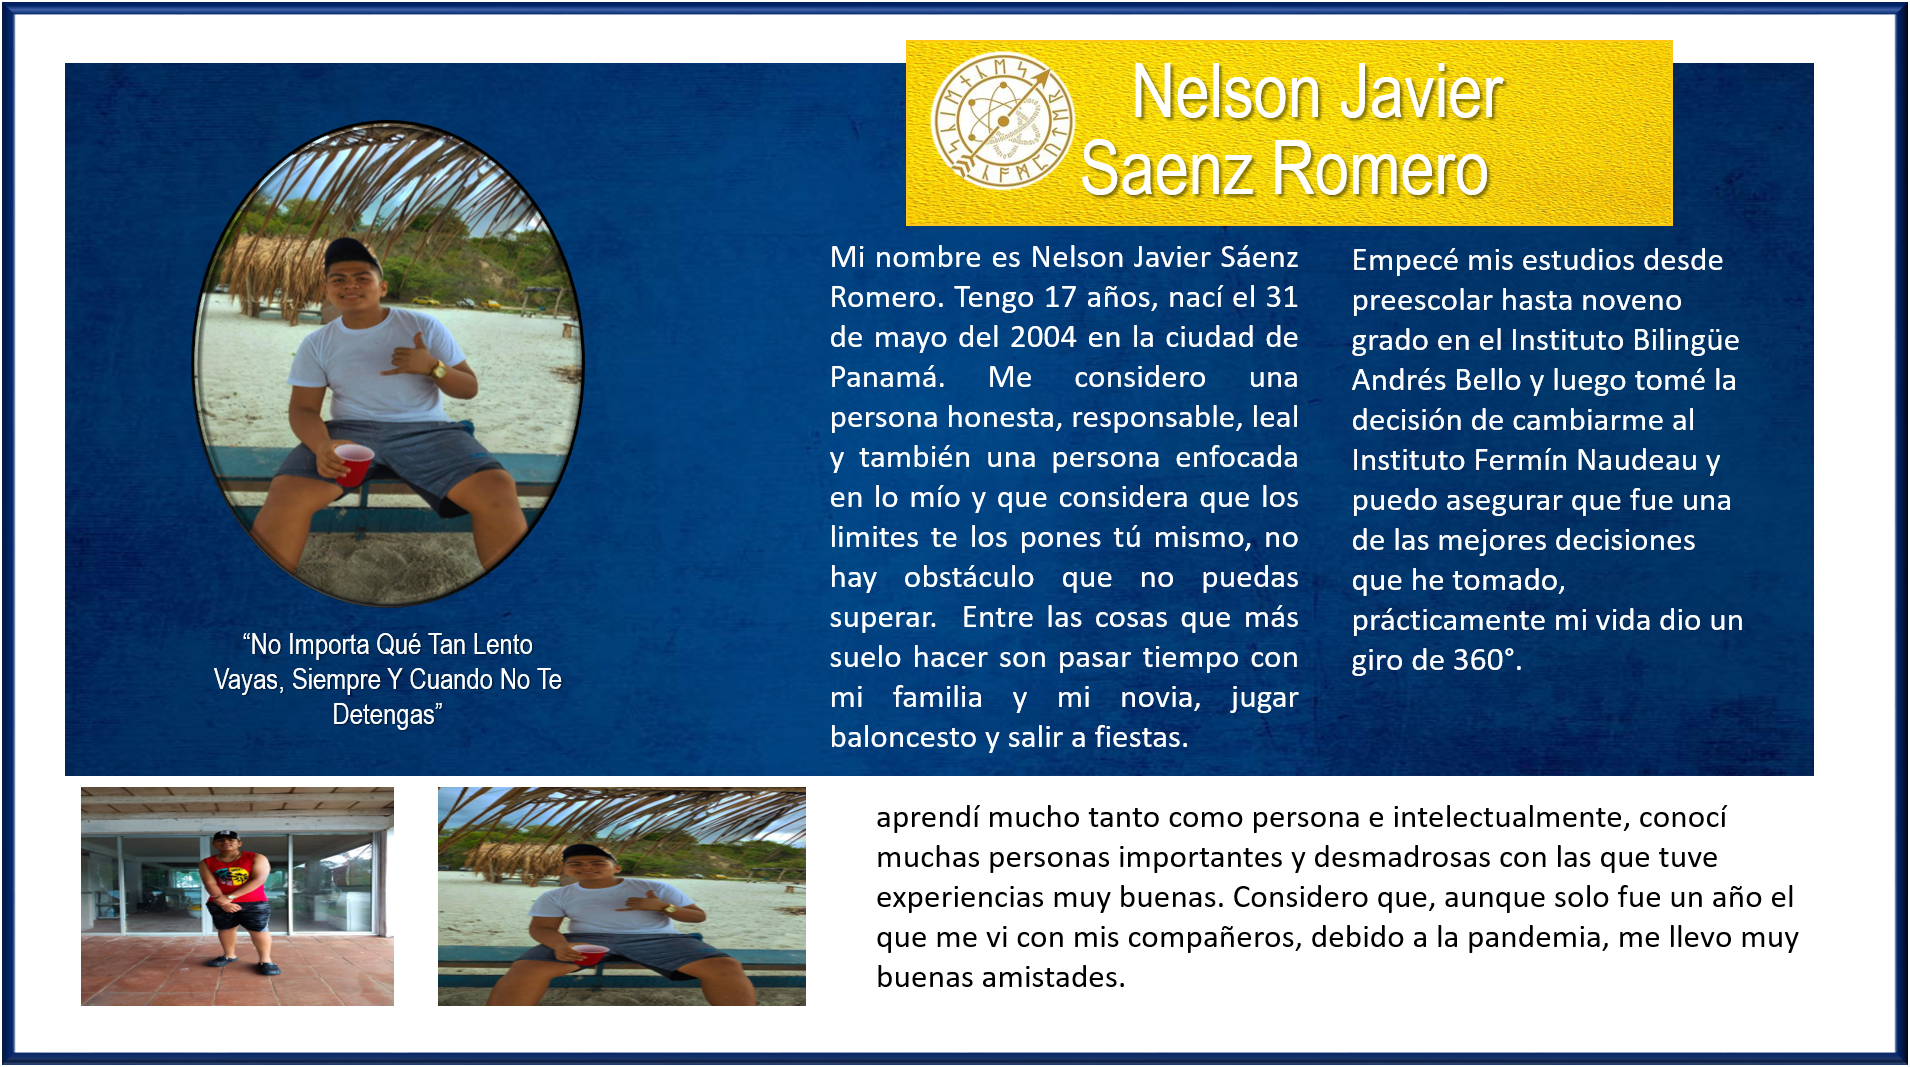 Nelson Javier
Saenz Romero
Mi nombre es Nelson Javier Sáenz
Romero. Tengo 17 años, nací el 31
de mayo del 2004 en la ciudad de
Panamá. Me considero una
persona honesta, responsable, leal
y también una persona enfocada
en lo mío y que considera que los
limites te los pones tú mismo, no
hay obstáculo que no puedas
superar. Entre las cosas que más
suelo hacer son pasar tiempo con
mi familia y mi novia, jugar
baloncesto y salir a fiestas.
Empecé mis estudios desde
preescolar hasta noveno
grado en el Instituto Bilingüe
Andrés Bello y luego tomé la
decisión de cambiarme al
Instituto Fermín Naudeau y
puedo asegurar que fue una
de las mejores decisiones
que he tomado,
prácticamente mi vida dio un
giro de 360°.
“No Importa Qué Tan Lento
Vayas, Siempre Y Cuando No Te
Detengas”
aprendí mucho tanto como persona e intelectualmente, conocí
muchas personas importantes y desmadrosas con las que tuve
experiencias muy buenas. Considero que, aunque solo fue un año el
que me vi con mis compañeros, debido a la pandemia, me llevo muy
buenas amistades.